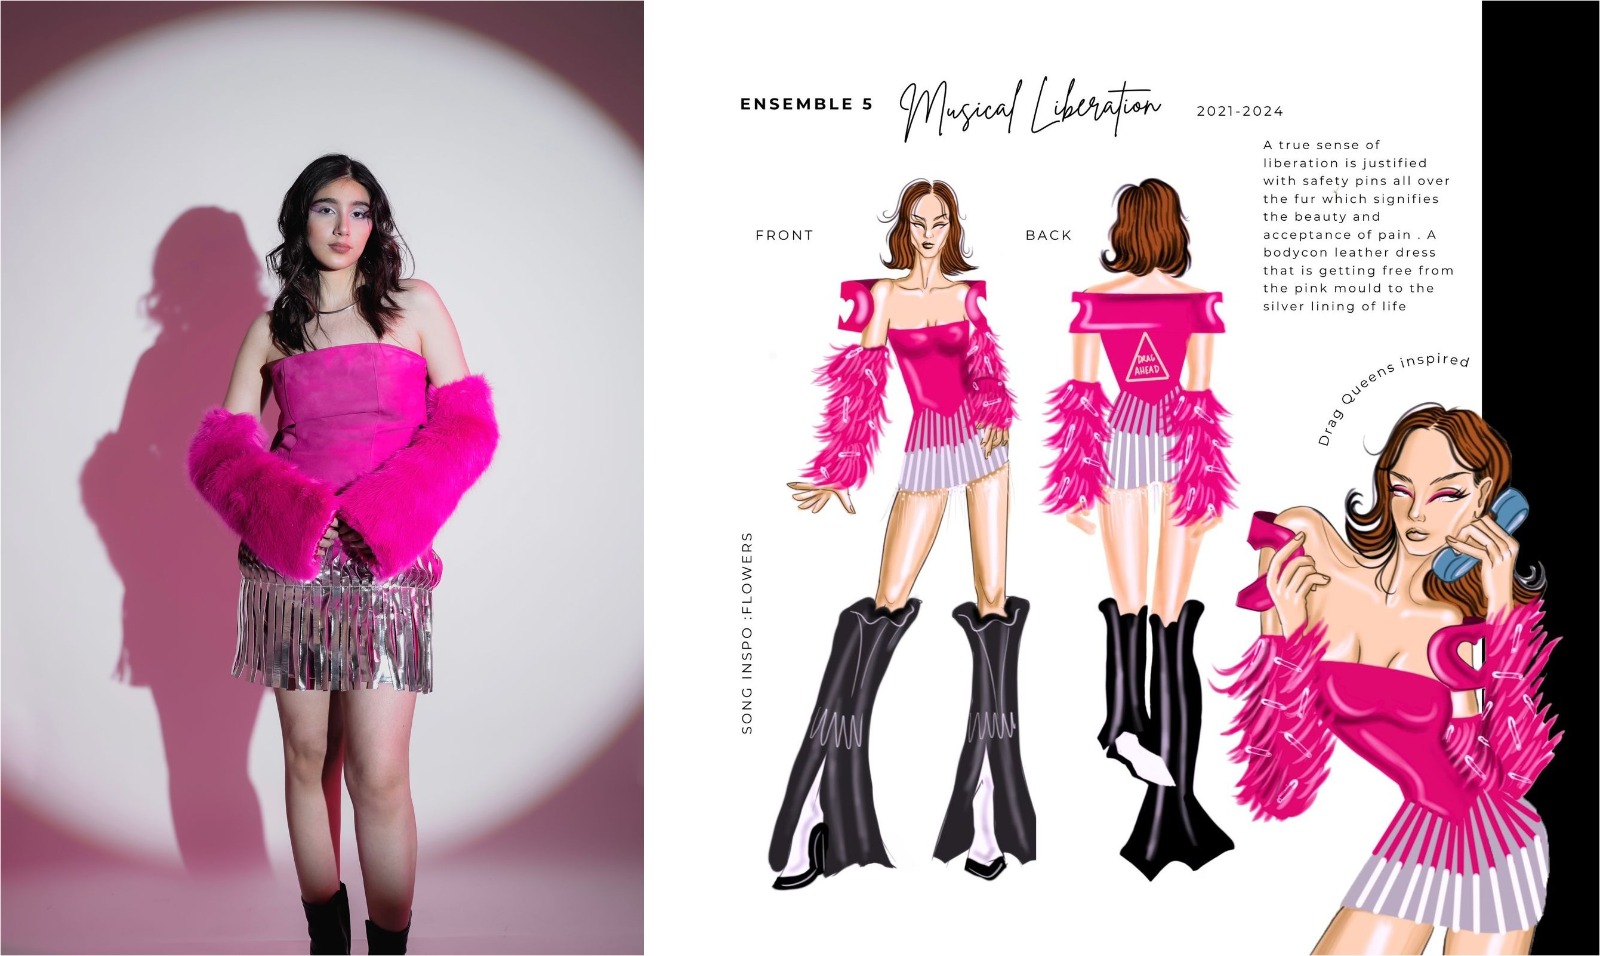 ENSEMBLE 5 Musical Liberation 2021-2024
A true sense of
liberation is justified
with safety pins all over
the fur which signifies
the beauty and
acceptance of pain . A
bodycon leather dress
that is getting free from
the pink mould to the
silver lining of life
FRONT
BACK
DRAG
AHEAD
Drag Queens inspired
SONG INSPO :FLOWERS